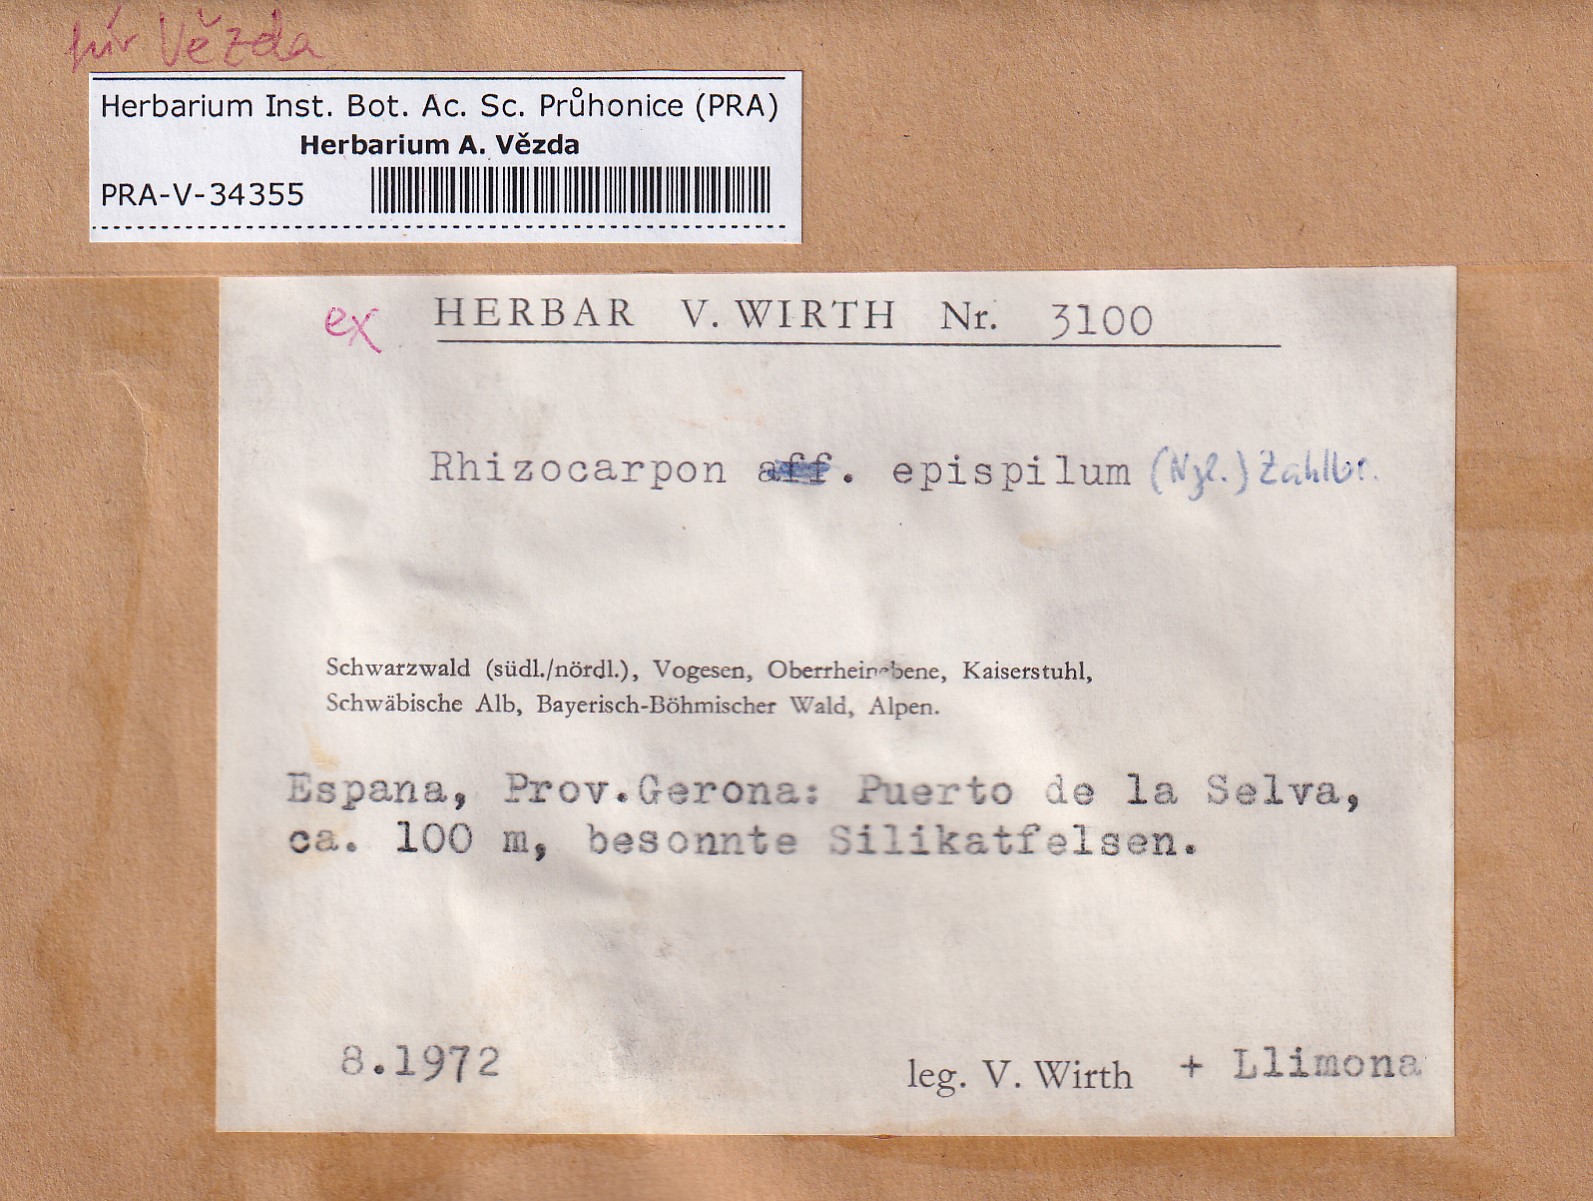 für Vězda
Herbarium Inst. Bot. Ac. Sc. Průhonice (PRA)
Herbarium A. Vězda
PRA-V-34355
ex HERBAR V. WIRTH Nr. 3100
Rhizocarpon aff. epispilum (Nyl.) Zahlbr.
Schwarzwald (südl./nördl.), Vogesen, Oberrheinebene, Kaiserstuhl,
Schwäbische Alb, Bayerisch-Böhmischer Wald, Alpen.
Espana, Prov.Gerona: Puerto de la Selva,
ca. 100 m, besonnte Silikatfelsen.
8.1972
leg. V. Wirth + Llimona